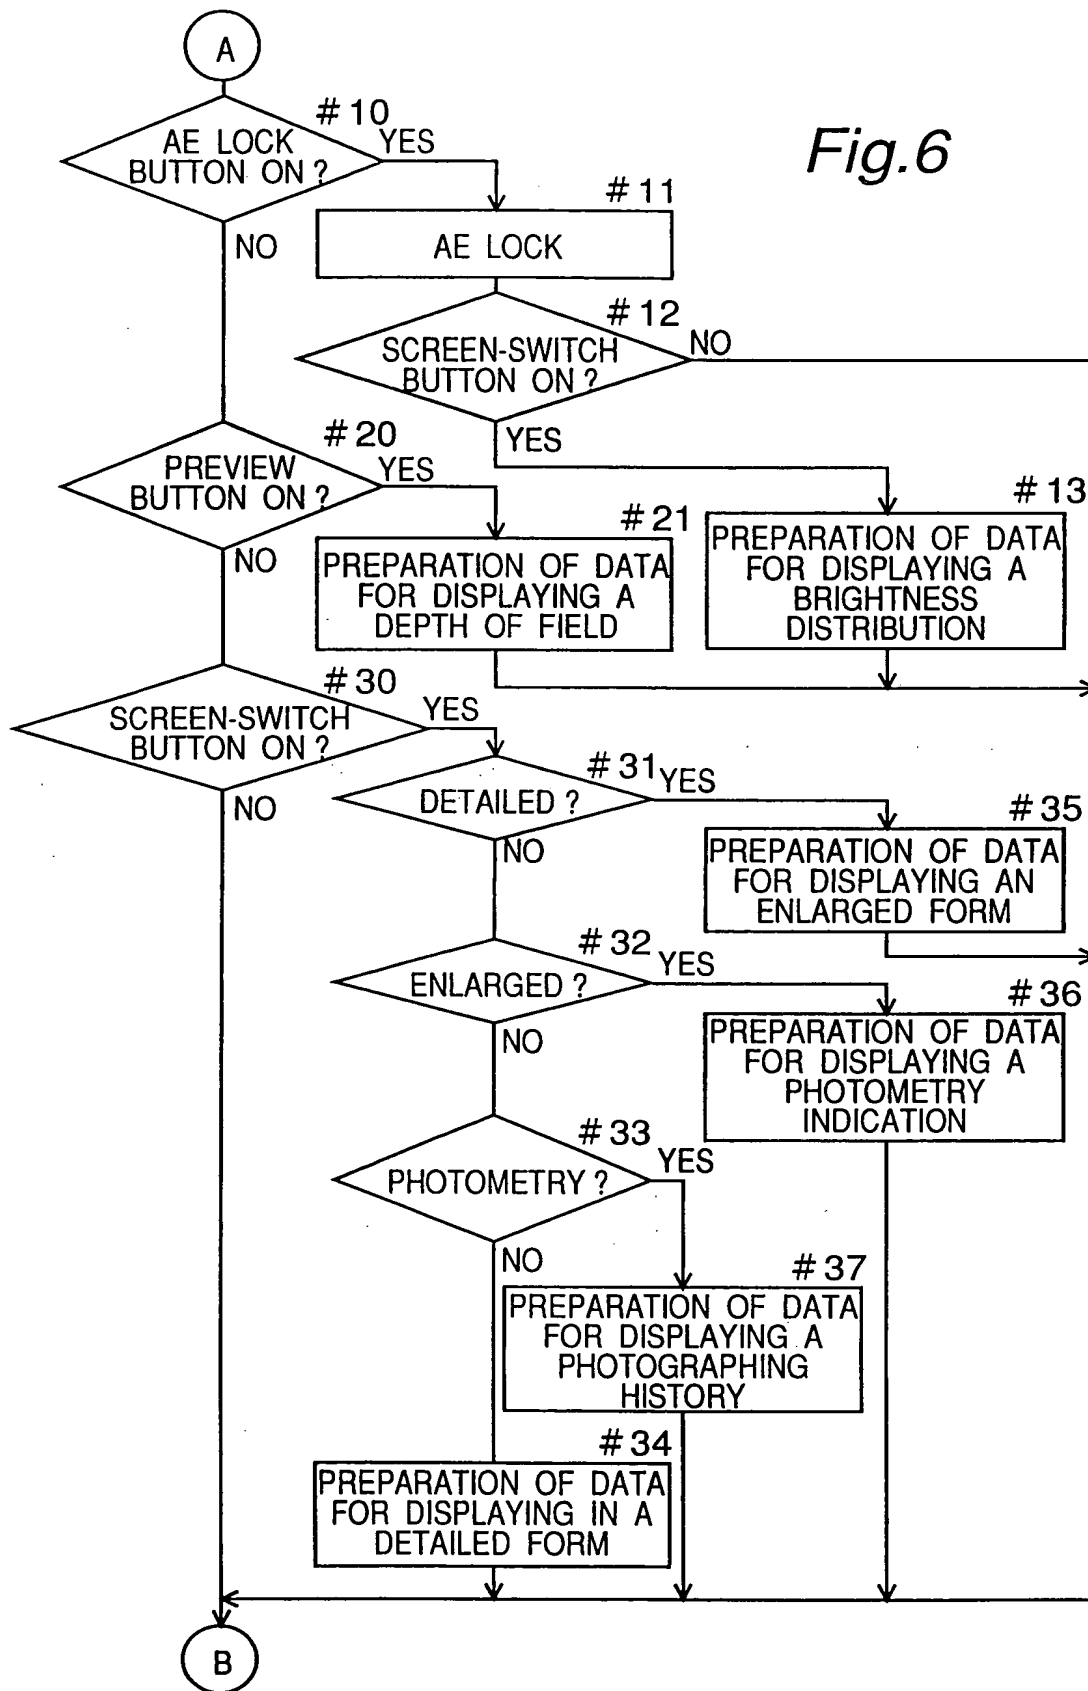 A
#10
AE LOCK
BUTTON ON?
YES
NO
Fig.6
#11
AE LOCK
#12
SCREEN-SWITCH
BUTTON ON?
NO
YES
#20
PREVIEW
BUTTON ON?
YES
NO
#21
PREPARATION OF DATA
FOR DISPLAYING A
DEPTH OF FIELD
#13
PREPARATION OF DATA
FOR DISPLAYING A
BRIGHTNESS
DISTRIBUTION
#30
SCREEN-SWITCH
BUTTON ON?
YES
NO
#31
DETAILED?
YES
NO
#35
PREPARATION OF DATA
FOR DISPLAYING AN
ENLARGED FORM
#32
ENLARGED?
YES
NO
#36
PREPARATION OF DATA
FOR DISPLAYING A
PHOTOMETRY
INDICATION
#33
PHOTOMETRY?
YES
NO
#37
PREPARATION OF DATA
FOR DISPLAYING A
PHOTOGRAPHING
HISTORY
#34
PREPARATION OF DATA
FOR DISPLAYING IN A
DETAILED FORM
B